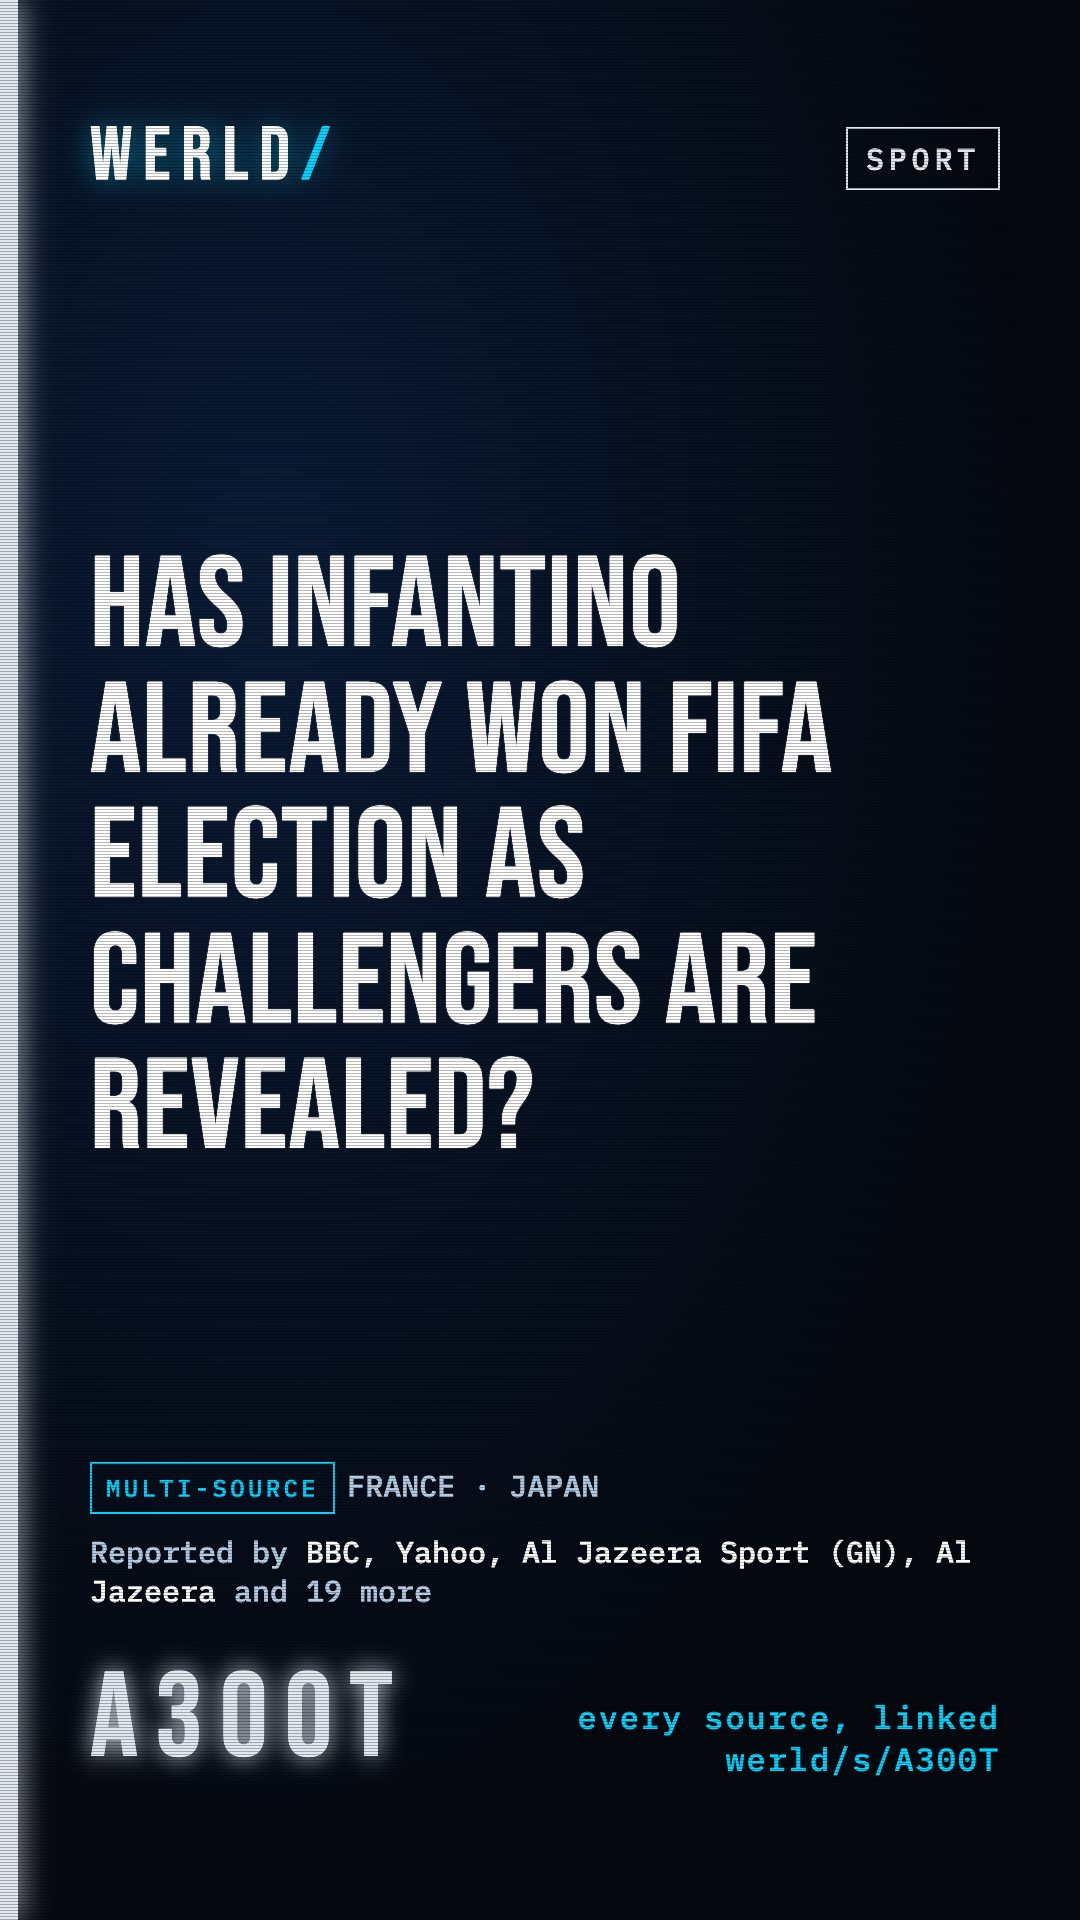 WERLD/
SPORT
HAS INFANTINO
ALREADY WON FIFA
ELECTION AS
CHALLENGERS ARE
REVEALED?
MULTI-SOURCE FRANCE · JAPAN
Reported by BBC, Yahoo, Al Jazeera Sport (GN), Al
Jazeera and 19 more
A300T
every source, linked
werld/s/A300T